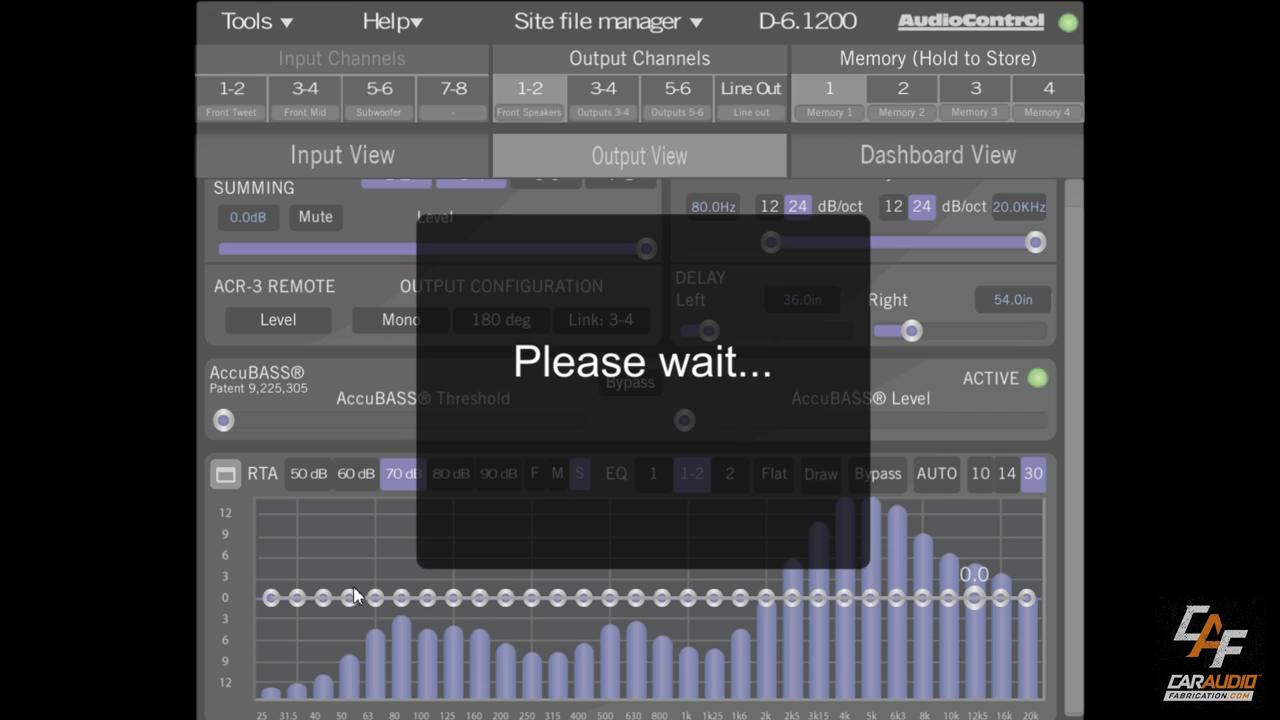 Tools ▼ Help▼ Site file manager ▼ D-6.1200 AudioControl
Input Channels Output Channels Memory (Hold to Store)
1-2 3-4 5-6 7-8 1-2 3-4 5-6 Line Out 1 2 3 4
Front Tweet Front Mid Subwoofer - Front Speakers Outputs 3-4 Outputs 5-6 Line out Memory 1 Memory 2 Memory 3 Memory 4
Input View Output View Dashboard View
SUMMING
0.0dB Mute Level
80.0Hz 12 24 dB/oct 12 24 dB/oct 20.0KHz
ACR-3 REMOTE OUTPUT CONFIGURATION
Level Mono 180 deg Link: 3-4
DELAY
Left 36.0in Right 54.0in
Please wait...
AccuBASS®
Patent 9,225,305
AccuBASS® Threshold Bypass AccuBASS® Level ACTIVE
RTA 50 dB 60 dB 70 dB 80 dB 90 dB F M S EQ 1 1-2 2 Flat Draw Bypass AUTO 10 14 30
12
9
6
3
0
3
6
9
12
0.0
25 31.5 40 50 63 80 100 125 160 200 250 315 400 500 630 800 1k 1k25 1k6 2k 2k5 3k15 4k 5k 6k3 8k 10k 12k5 16k 20k
CAF
CARAUDIO
FABRICATION.COM